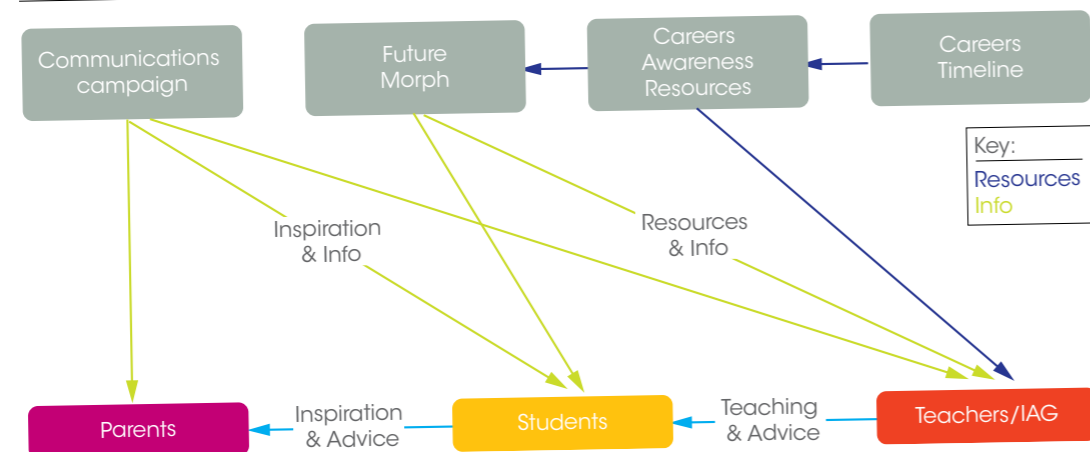 Communications
campaign
Future
Morph
Careers
Awareness
Resources
Careers
Timeline
Key:
Resources
Info
Inspiration
& Info
Resources
& Info
Parents
Inspiration
& Advice
Students
Teaching
& Advice
Teachers/IAG